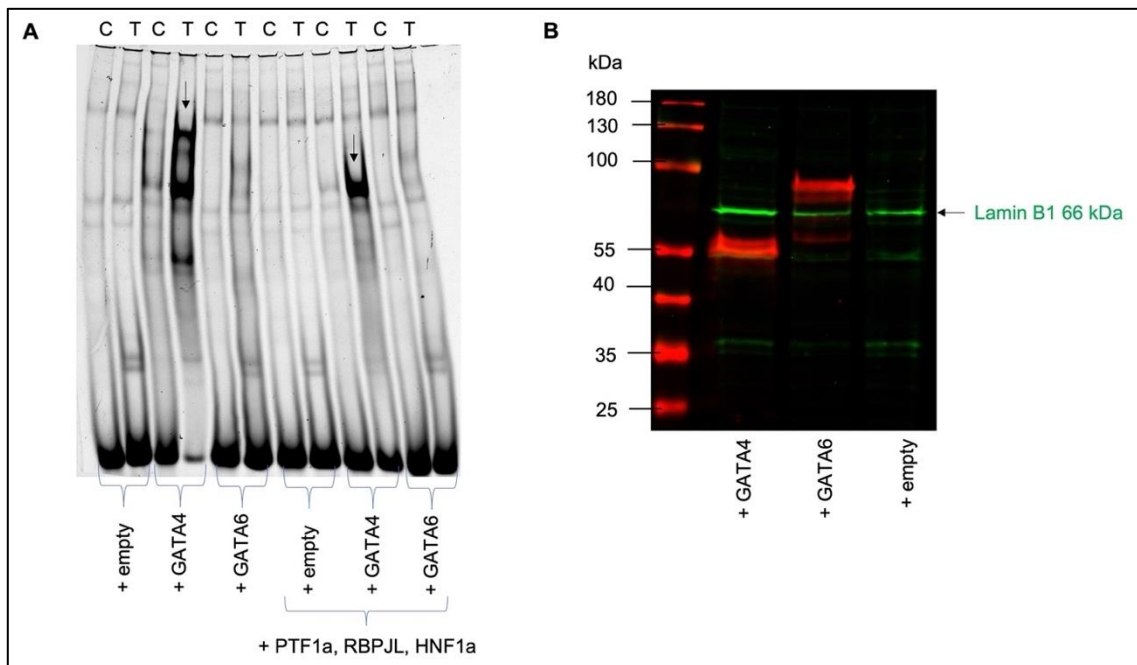 A
C T C T C T C T C T C T
+ empty
+ GATA4
+ GATA6
+ empty
+ GATA4
+ GATA6
+ PTF1a, RBPJL, HNF1a
B
kDa
180
130
100
55
40
35
25
Lamin B1 66 kDa
+ GATA4
+ GATA6
+ empty